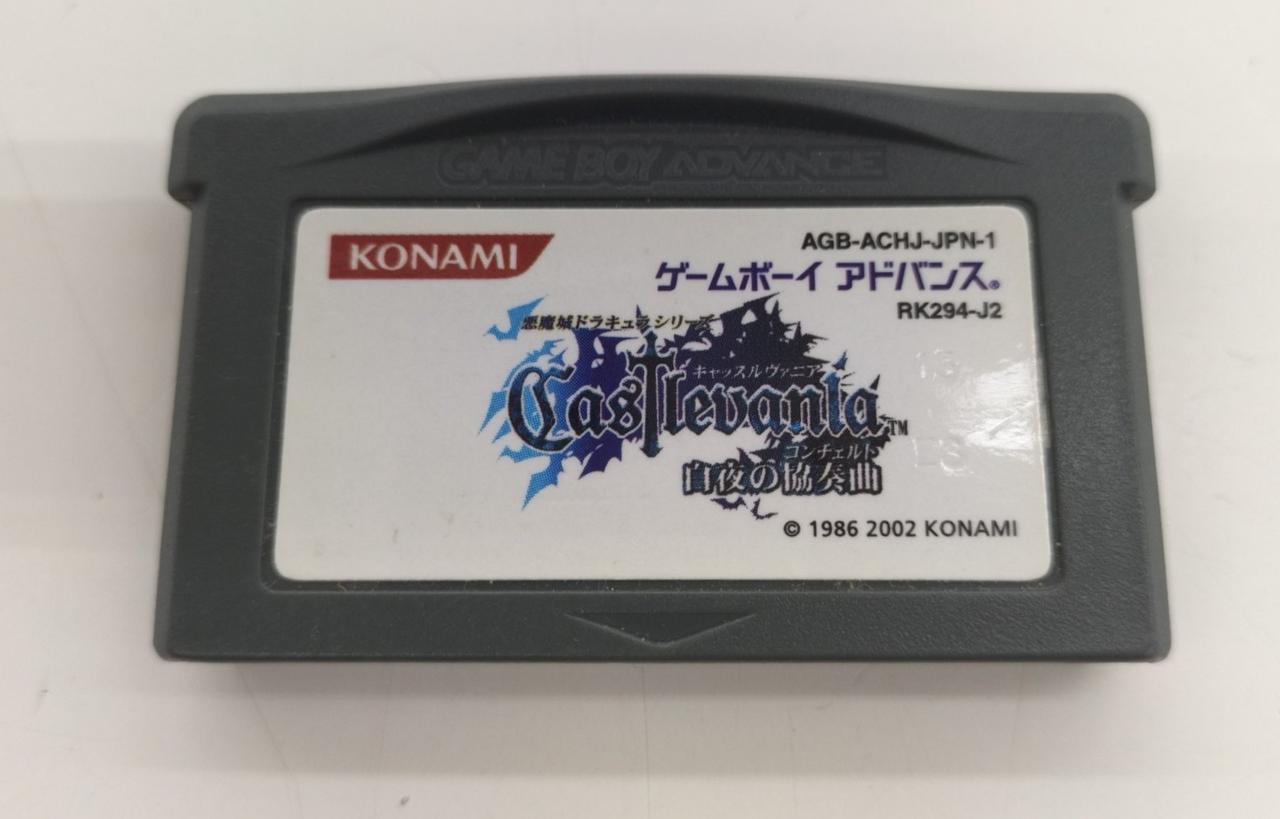 GAME BOY ADVANCE
KONAMI
AGB-ACHJ-JPN-1
ゲームボーイ アドバンス®
RK294-J2
悪魔城ドラキュラシリーズ
キャッスルヴァニア
Castlevania™
コンチェルト
白夜の協奏曲
© 1986 2002 KONAMI